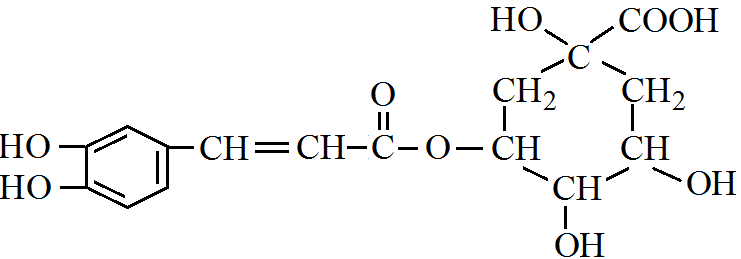 HO COOH
C
CH₂ CH₂
O
HO CH CH C O CH CH
HO CH OH
OH